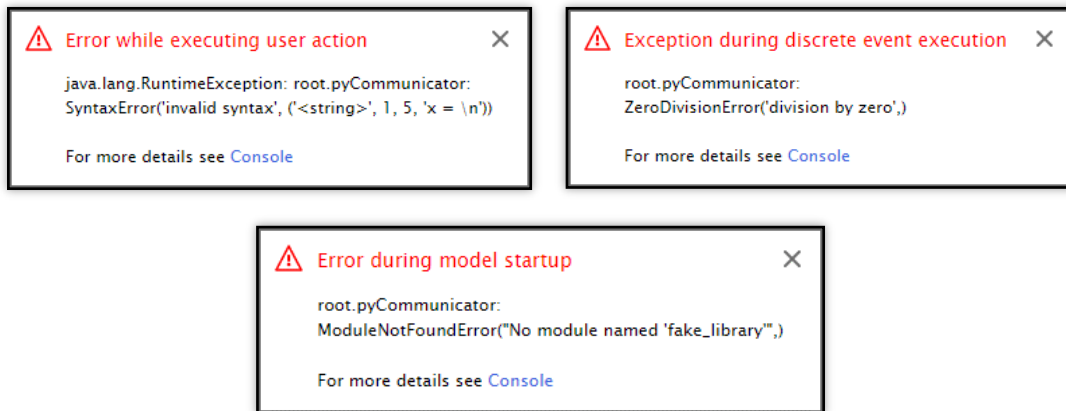 Error while executing user action
java.lang.RuntimeException: root.pyCommunicator:
SyntaxError('invalid syntax', ('<string>', 1, 5, 'x = \n'))
For more details see Console
Exception during discrete event execution
root.pyCommunicator:
ZeroDivisionError('division by zero',)
For more details see Console
Error during model startup
root.pyCommunicator:
ModuleNotFoundError("No module named 'fake_library'",)
For more details see Console